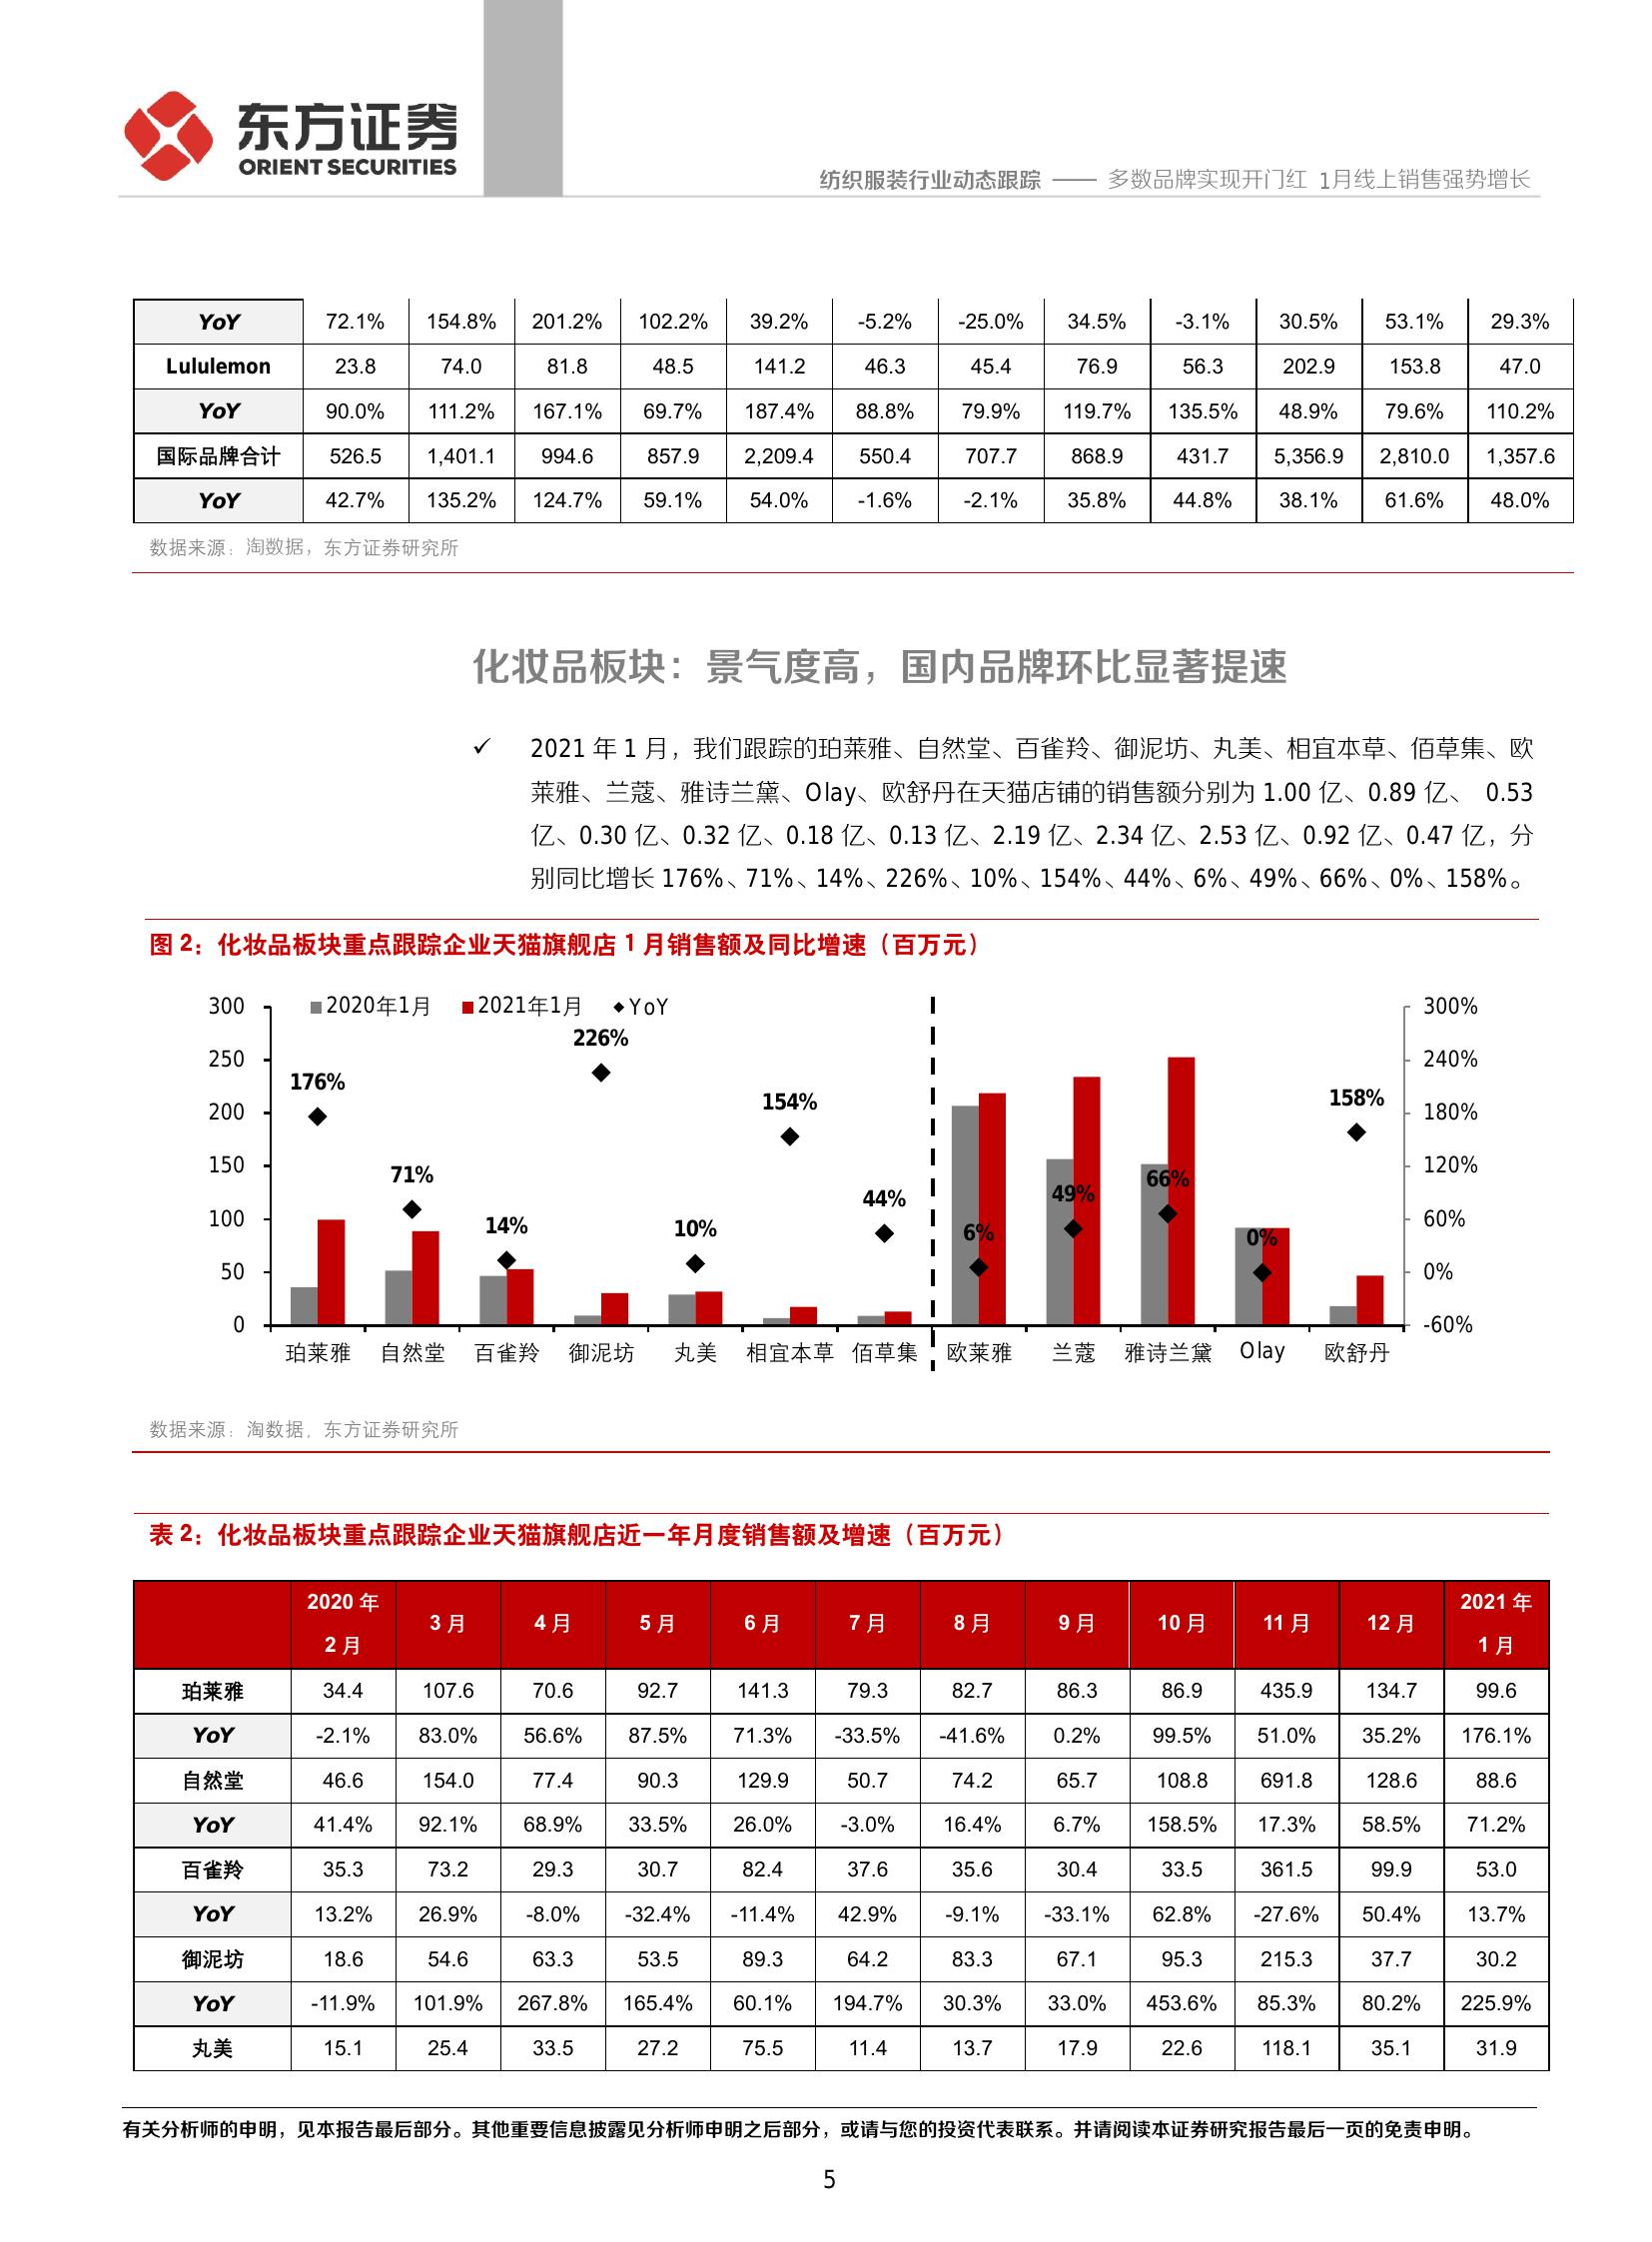 东方证券
ORIENT SECURITIES
纺织服装行业动态跟踪 —— 多数品牌实现开门红 1月线上销售强势增长
YoY 72.1% 154.8% 201.2% 102.2% 39.2% -5.2% -25.0% 34.5% -3.1% 30.5% 53.1% 29.3%
Lululemon 23.8 74.0 81.8 48.5 141.2 46.3 45.4 76.9 56.3 202.9 153.8 47.0
YoY 90.0% 111.2% 167.1% 69.7% 187.4% 88.8% 79.9% 119.7% 135.5% 48.9% 79.6% 110.2%
国际品牌合计 526.5 1,401.1 994.6 857.9 2,209.4 550.4 707.7 868.9 431.7 5,356.9 2,810.0 1,357.6
YoY 42.7% 135.2% 124.7% 59.1% 54.0% -1.6% -2.1% 35.8% 44.8% 38.1% 61.6% 48.0%
数据来源：淘数据，东方证券研究所
化妆品板块：景气度高，国内品牌环比显著提速
✓ 2021 年 1 月，我们跟踪的珀莱雅、自然堂、百雀羚、御泥坊、丸美、相宜本草、佰草集、欧
莱雅、兰蔻、雅诗兰黛、Olay、欧舒丹在天猫店铺的销售额分别为 1.00 亿、0.89 亿、 0.53
亿、0.30 亿、0.32 亿、0.18 亿、0.13 亿、2.19 亿、2.34 亿、2.53 亿、0.92 亿、0.47 亿，分
别同比增长 176%、71%、14%、226%、10%、154%、44%、6%、49%、66%、0%、158%。
图 2：化妆品板块重点跟踪企业天猫旗舰店 1 月销售额及同比增速（百万元）
2020年1月 2021年1月 YoY
300 250 200 150 100 50 0
176% 71% 14% 226% 10% 154% 44% 6% 49% 66% 0% 158%
300% 240% 180% 120% 60% 0% -60%
珀莱雅 自然堂 百雀羚 御泥坊 丸美 相宜本草 佰草集 欧莱雅 兰蔻 雅诗兰黛 Olay 欧舒丹
数据来源：淘数据，东方证券研究所
表 2：化妆品板块重点跟踪企业天猫旗舰店近一年月度销售额及增速（百万元）
2020 年 2 月 3 月 4 月 5 月 6 月 7 月 8 月 9 月 10 月 11 月 12 月 2021 年 1 月
珀莱雅 34.4 107.6 70.6 92.7 141.3 79.3 82.7 86.3 86.9 435.9 134.7 99.6
YoY -2.1% 83.0% 56.6% 87.5% 71.3% -33.5% -41.6% 0.2% 99.5% 51.0% 35.2% 176.1%
自然堂 46.6 154.0 77.4 90.3 129.9 50.7 74.2 65.7 108.8 691.8 128.6 88.6
YoY 41.4% 92.1% 68.9% 33.5% 26.0% -3.0% 16.4% 6.7% 158.5% 17.3% 58.5% 71.2%
百雀羚 35.3 73.2 29.3 30.7 82.4 37.6 35.6 30.4 33.5 361.5 99.9 53.0
YoY 13.2% 26.9% -8.0% -32.4% -11.4% 42.9% -9.1% -33.1% 62.8% -27.6% 50.4% 13.7%
御泥坊 18.6 54.6 63.3 53.5 89.3 64.2 83.3 67.1 95.3 215.3 37.7 30.2
YoY -11.9% 101.9% 267.8% 165.4% 60.1% 194.7% 30.3% 33.0% 453.6% 85.3% 80.2% 225.9%
丸美 15.1 25.4 33.5 27.2 75.5 11.4 13.7 17.9 22.6 118.1 35.1 31.9
有关分析师的申明，见本报告最后部分。其他重要信息披露见分析师申明之后部分，或请与您的投资代表联系。并请阅读本证券研究报告最后一页的免责申明。
5